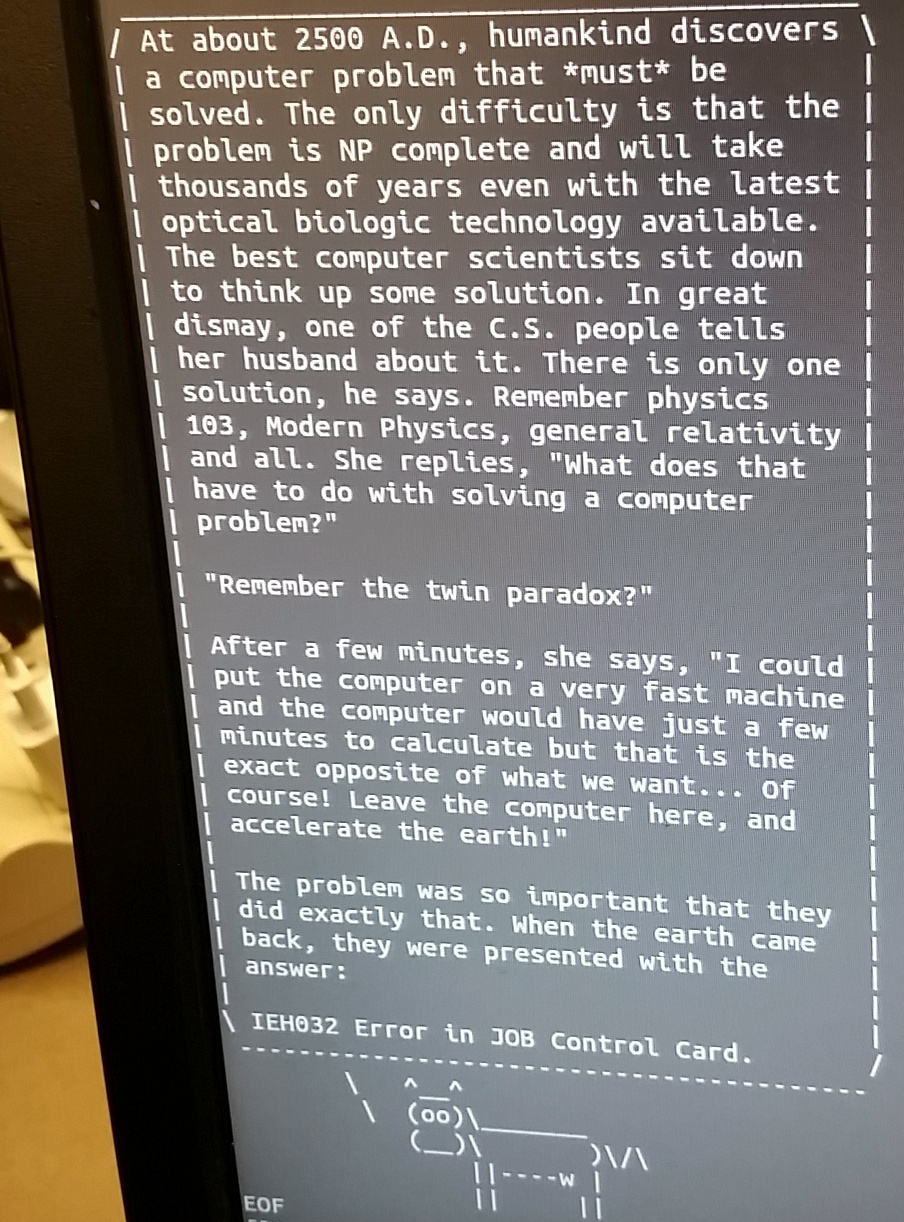 At about 2500 A.D., humankind discovers
a computer problem that *must* be
solved. The only difficulty is that the
problem is NP complete and will take
thousands of years even with the latest
optical biologic technology available.
The best computer scientists sit down
to think up some solution. In great
dismay, one of the C.S. people tells
her husband about it. There is only one
solution, he says. Remember physics
103, Modern Physics, general relativity
and all. She replies, "What does that
have to do with solving a computer
problem?"
"Remember the twin paradox?"
After a few minutes, she says, "I could
put the computer on a very fast machine
and the computer would have just a few
minutes to calculate but that is the
exact opposite of what we want... Of
course! Leave the computer here, and
accelerate the earth!"
The problem was so important that they
did exactly that. When the earth came
back, they were presented with the
answer:
IEH032 Error in JOB Control Card.
EOF